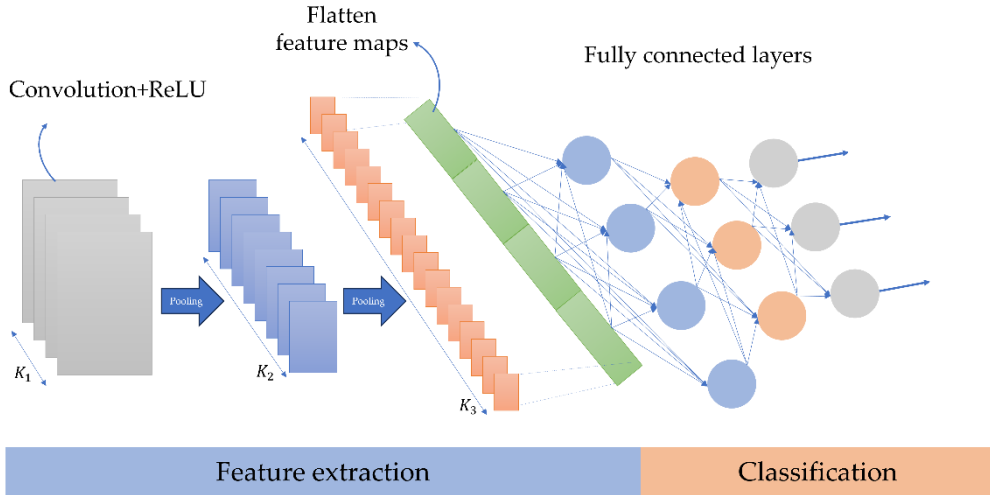 Flatten
feature maps
Fully connected layers
Convolution+ReLU
Pooling
Pooling
K₁
K₂
K₃
Feature extraction
Classification